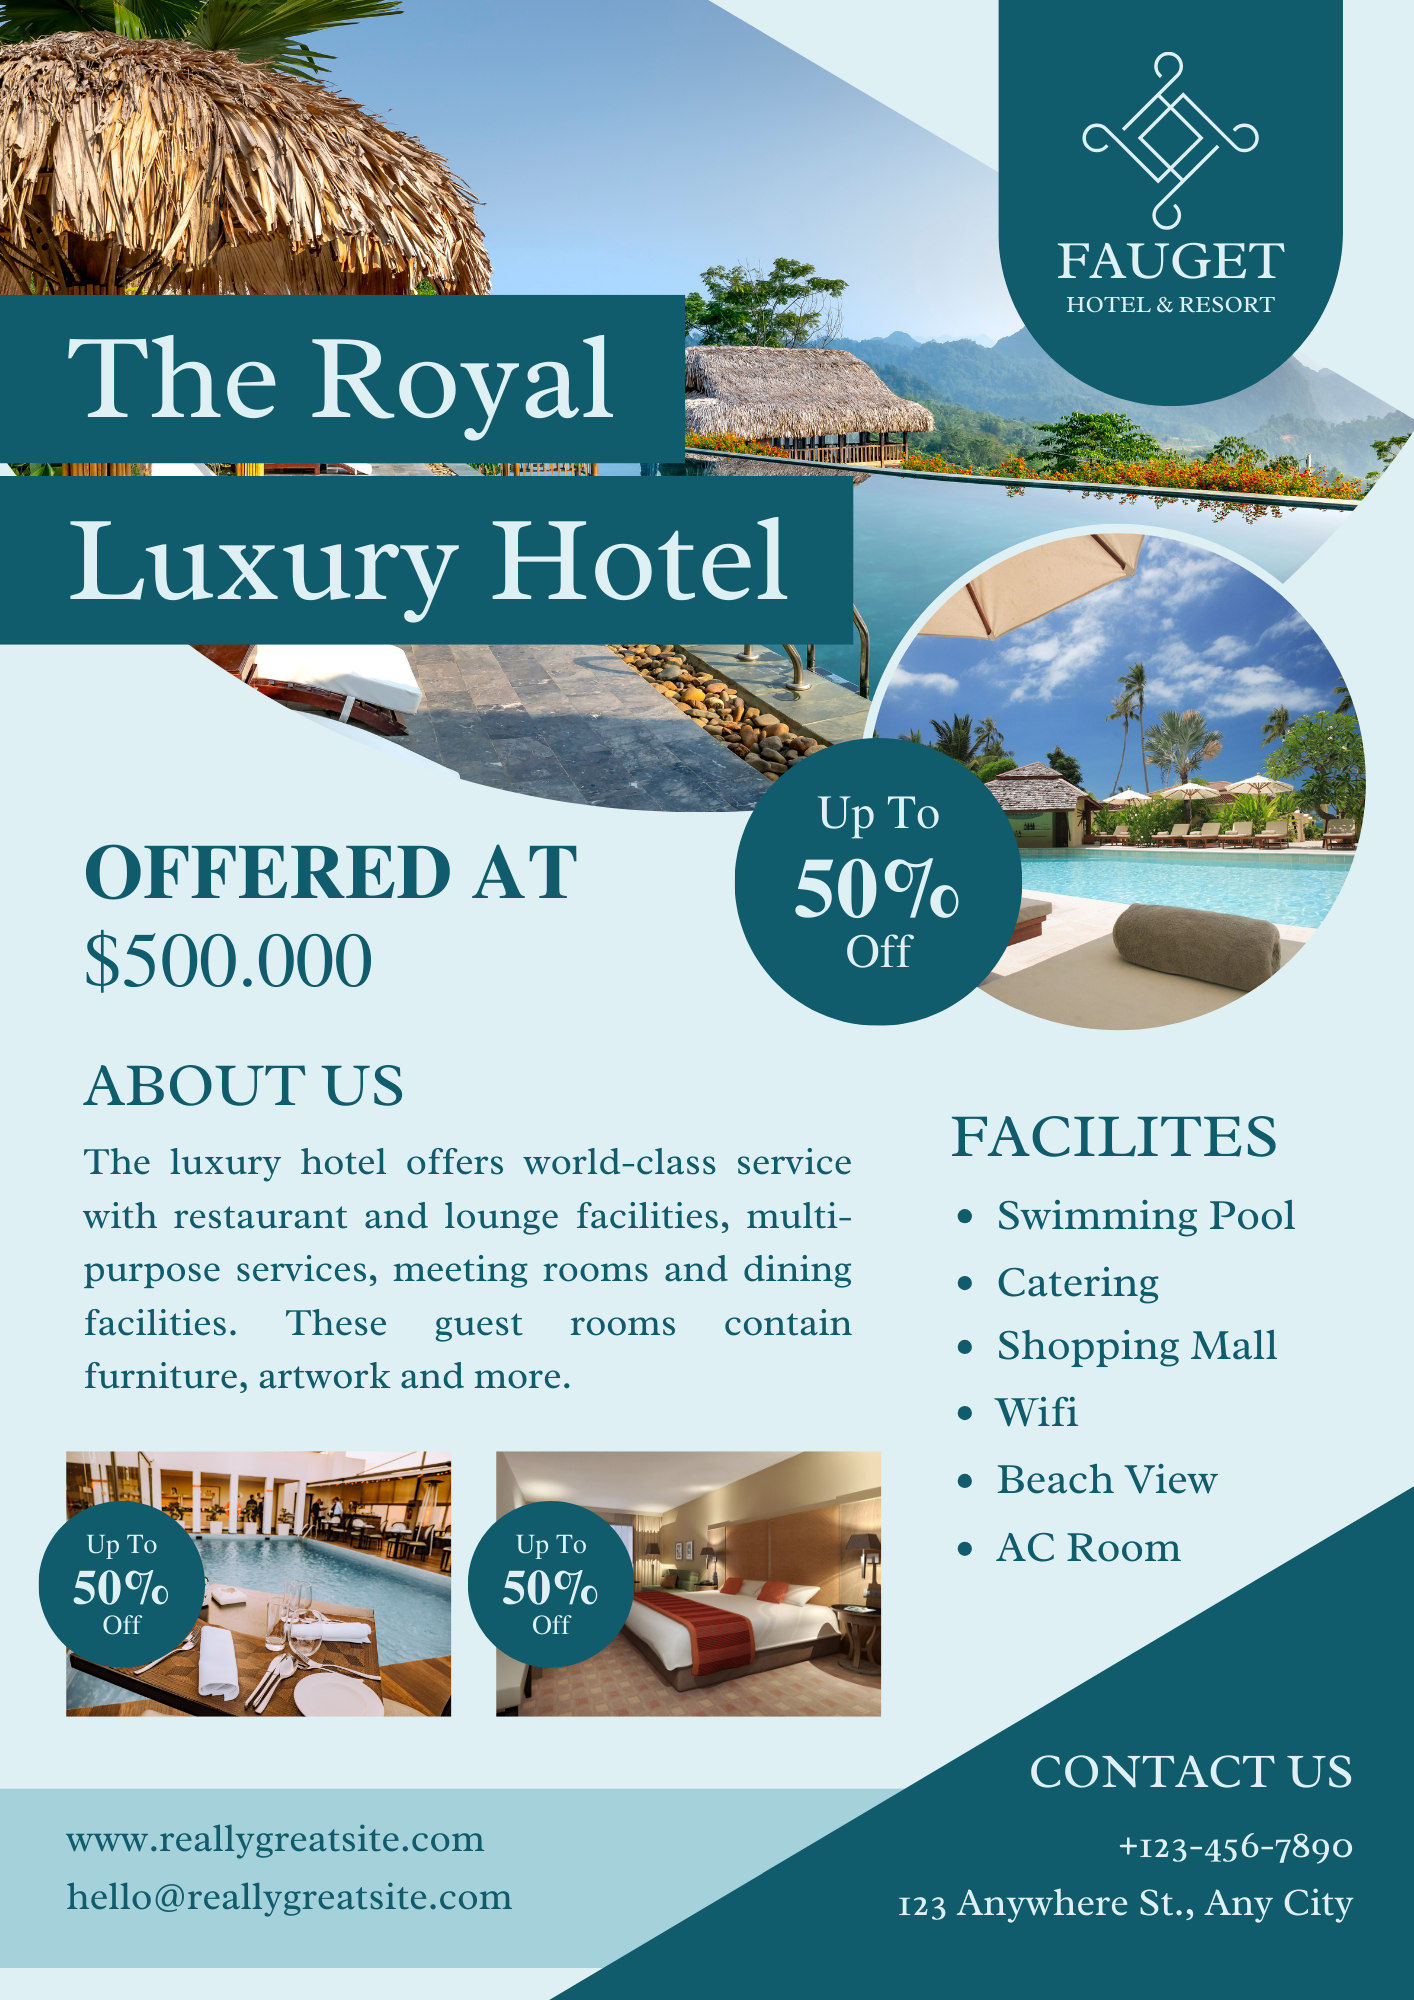 FAUGET
HOTEL & RESORT
The Royal
Luxury Hotel
Up To
50%
Off
OFFERED AT
$500.000
ABOUT US
The luxury hotel offers world-class service
with restaurant and lounge facilities, multi-
purpose services, meeting rooms and dining
facilities. These guest rooms contain
furniture, artwork and more.
FACILITES
• Swimming Pool
• Catering
• Shopping Mall
• Wifi
• Beach View
• AC Room
Up To
50%
Off
Up To
50%
Off
www.reallygreatsite.com
hello@reallygreatsite.com
CONTACT US
+123-456-7890
123 Anywhere St., Any City